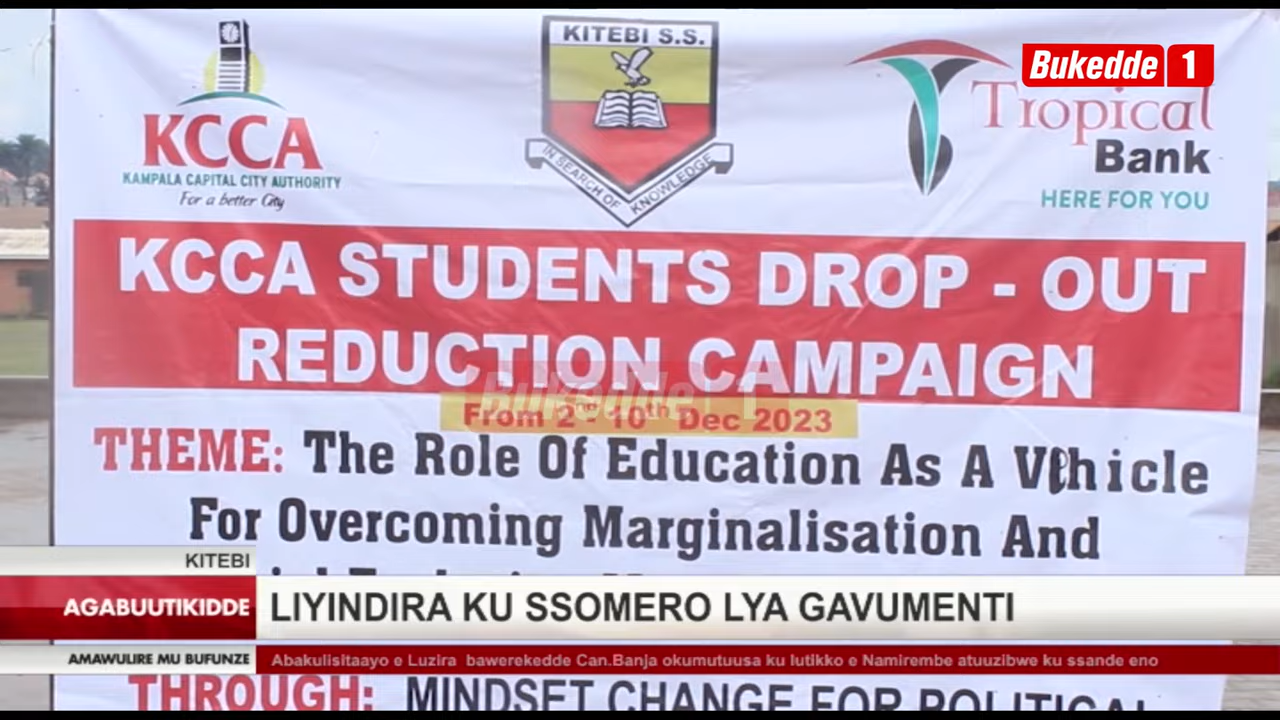 KCCA
KAMPALA CAPITAL CITY AUTHORITY
For a better City
KITEBI S.S.
IN SEARCH OF KNOWLEDGE
Bukedde 1
Tropical
Bank
HERE FOR YOU
KCCA STUDENTS DROP - OUT
REDUCTION CAMPAIGN
Bukedde 1
From 2nd - 10th Dec 2023
THEME: The Role Of Education As A Vehicle
For Overcoming Marginalisation And
KITEBI
AGABUUTIKIDDE
LIYINDIRA KU SSOMERO LYA GAVUMENTI
AMAWULIRE MU BUFUNZE
Abakulisitaayo e Luzira bawerekedde Can.Banja okumutuusa ku lutikko e Namirembe atuuzibwe ku ssande eno
THROUGH: MINDSET CHANGE FOR POLITICAL